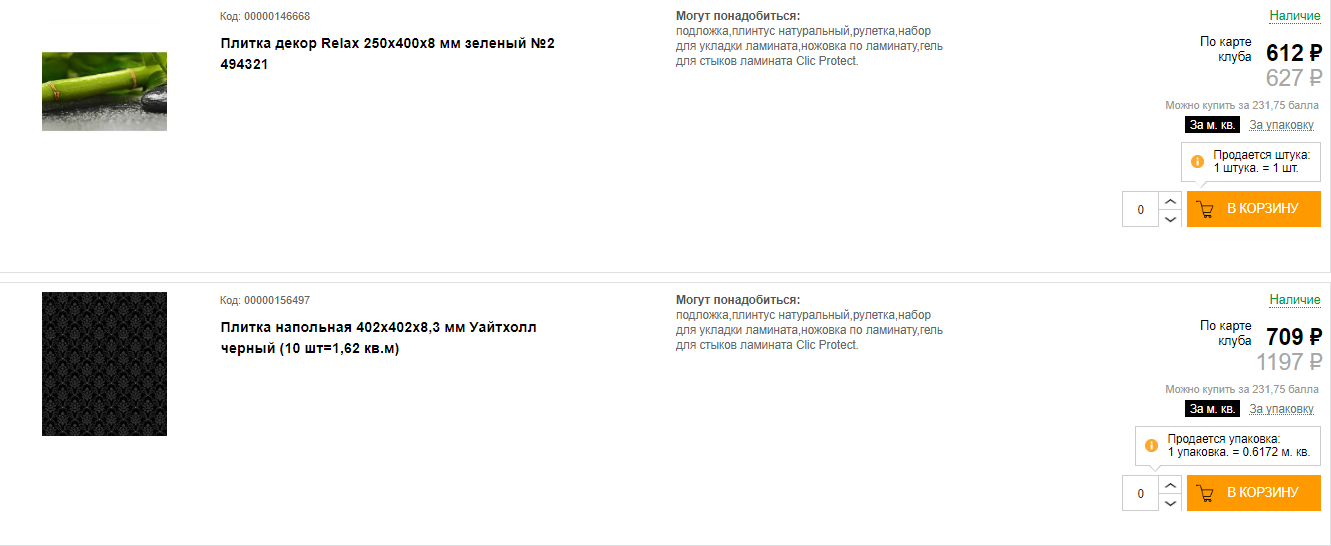 Код: 00000146668
Плитка декор Relax 250х400х8 мм зеленый №2
494321
Могут понадобиться:
подложка,плинтус натуральный,рулетка,набор
для укладки ламината,ножовка по ламинату,гель
для стыков ламината Clic Protect.
Наличие
По карте
клуба
612 ₽
627 ₽
Можно купить за 231,75 балла
За м. кв. За упаковку
Продается штука:
1 штука. = 1 шт.
0
В КОРЗИНУ
Код: 00000156497
Плитка напольная 402х402х8,3 мм Уайтхолл
черный (10 шт=1,62 кв.м)
Могут понадобиться:
подложка,плинтус натуральный,рулетка,набор
для укладки ламината,ножовка по ламинату,гель
для стыков ламината Clic Protect.
Наличие
По карте
клуба
709 ₽
1197 ₽
Можно купить за 231,75 балла
За м. кв. За упаковку
Продается упаковка:
1 упаковка. = 0.6172 м. кв.
0
В КОРЗИНУ